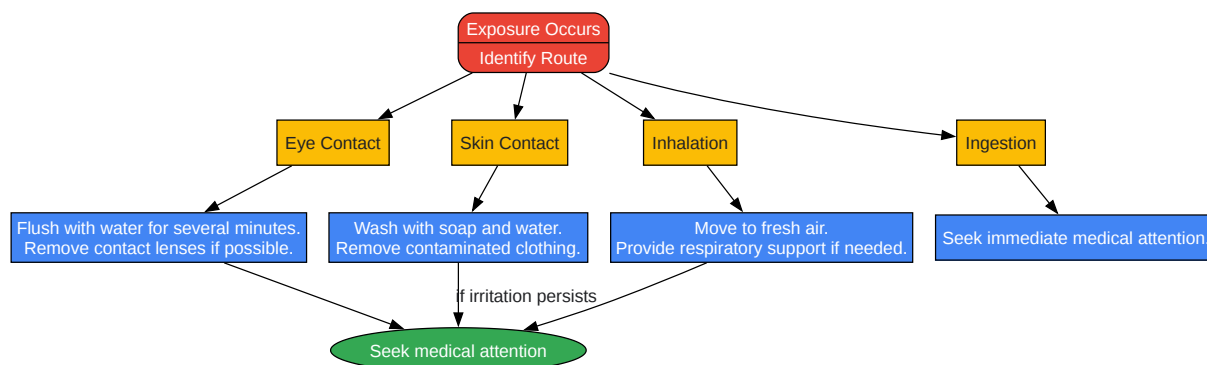 Exposure Occurs
Identify Route
Eye Contact
Skin Contact
Inhalation
Ingestion
Flush with water for several minutes.
Remove contact lenses if possible.
Wash with soap and water.
Remove contaminated clothing.
Move to fresh air.
Provide respiratory support if needed.
Seek immediate medical attention.
if irritation persists
Seek medical attention